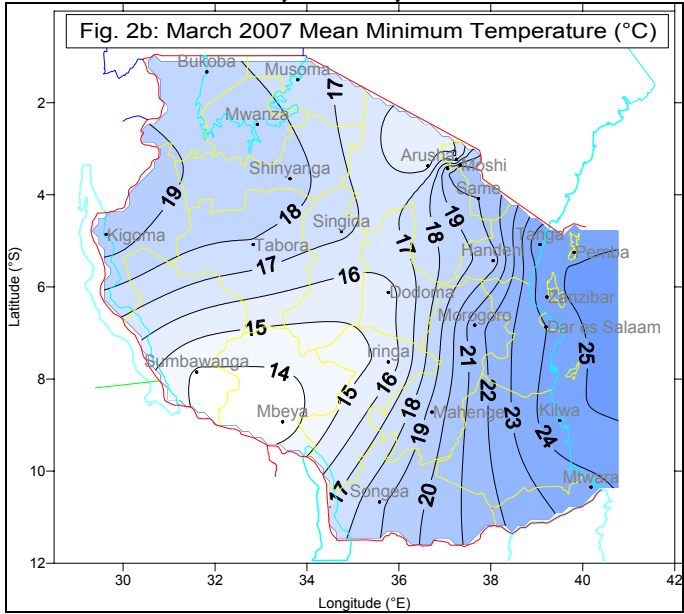 Fig. 2b: March 2007 Mean Minimum Temperature (°C)
Bukoba
Musoma
17
2
Mwanza
Arusha
Moshi
Shinyanga
Same
4
19
18
19
Singida
18
17
Kigoma
Tabora
Handeni
Tanga
Pemba
17
16
6
Dodoma
Zanzibar
Morogoro
Dar es Salaam
15
Iringa
21
25
Sumbawanga
14
15
16
8
22
18
Mbeya
Mahenge
23
Kilwa
19
24
10
17
Songea
20
Mtwara
12
30
32
34
36
38
40
42
Latitude (°S)
Longitude (°E)